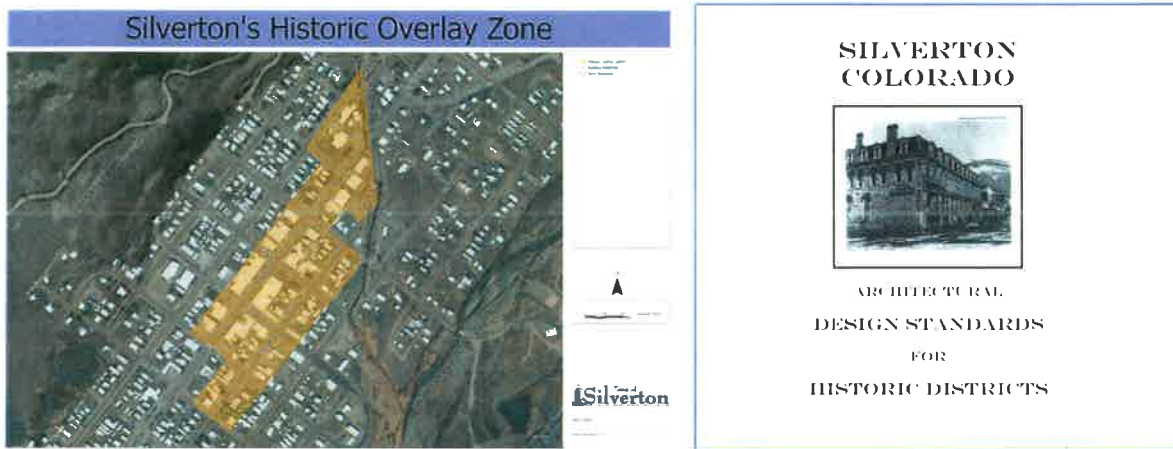 Silverton's Historic Overlay Zone
Silverton
SILVERTON
COLORADO
ARCHITECTURAL
DESIGN STANDARDS
FOR
HISTORIC DISTRICTS